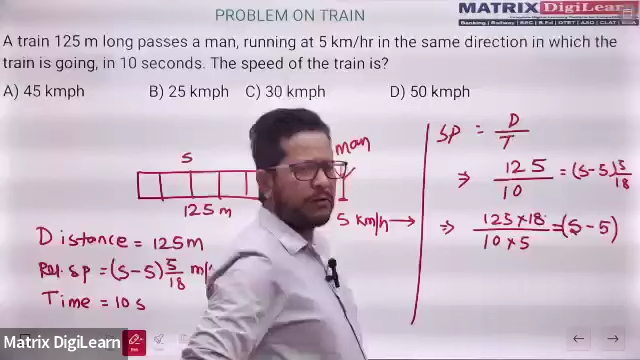 PROBLEM ON TRAIN
MATRIX DigiLearn
A train 125 m long passes a man, running at 5 km/hr in the same direction in which the
train is going, in 10 seconds. The speed of the train is?
A) 45 kmph B) 25 kmph C) 30 kmph D) 50 kmph
S
man
125 m
5 km/h →
Distance = 125m
Rel. sp = (s-5) 5/18 m/
Time = 10 s
SP = D/T
⇒ 125/10 = (s-5) 5/18
⇒ 125×18/10×5 = (s-5)
Matrix DigiLearn